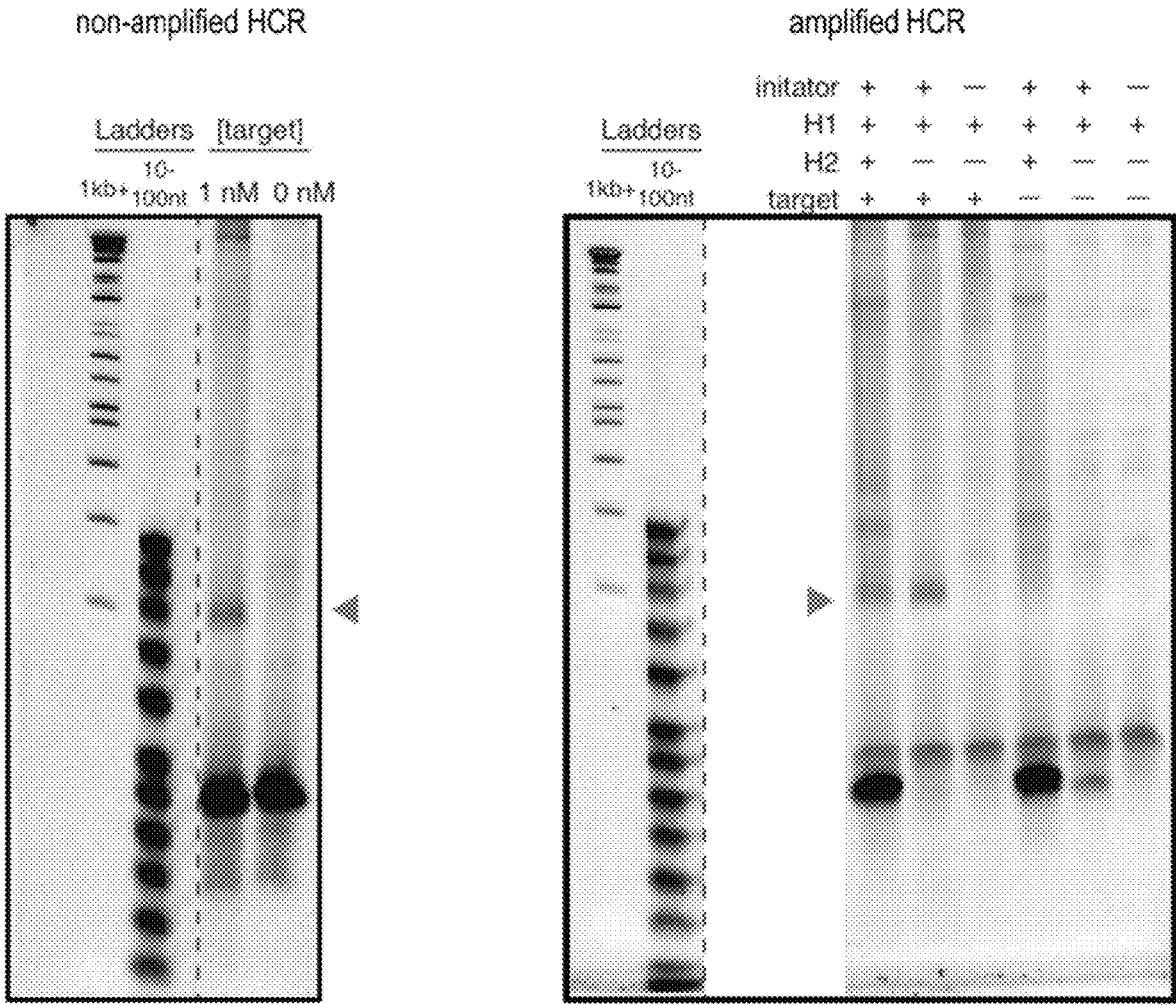 non-amplified HCR
Ladders [target]
1kb+ 10-100nt 1 nM 0 nM
amplified HCR
initator + + — + + —
H1 + + + + + +
H2 + — — + — —
target + + + — — —
Ladders
1kb+ 10-100nt